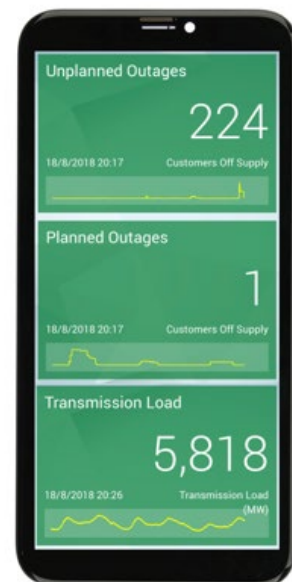 Unplanned Outages
224
18/8/2018 20:17 Customers Off Supply
Planned Outages
1
18/8/2018 20:17 Customers Off Supply
Transmission Load
5,818
18/8/2018 20:26 Transmission Load
(MW)